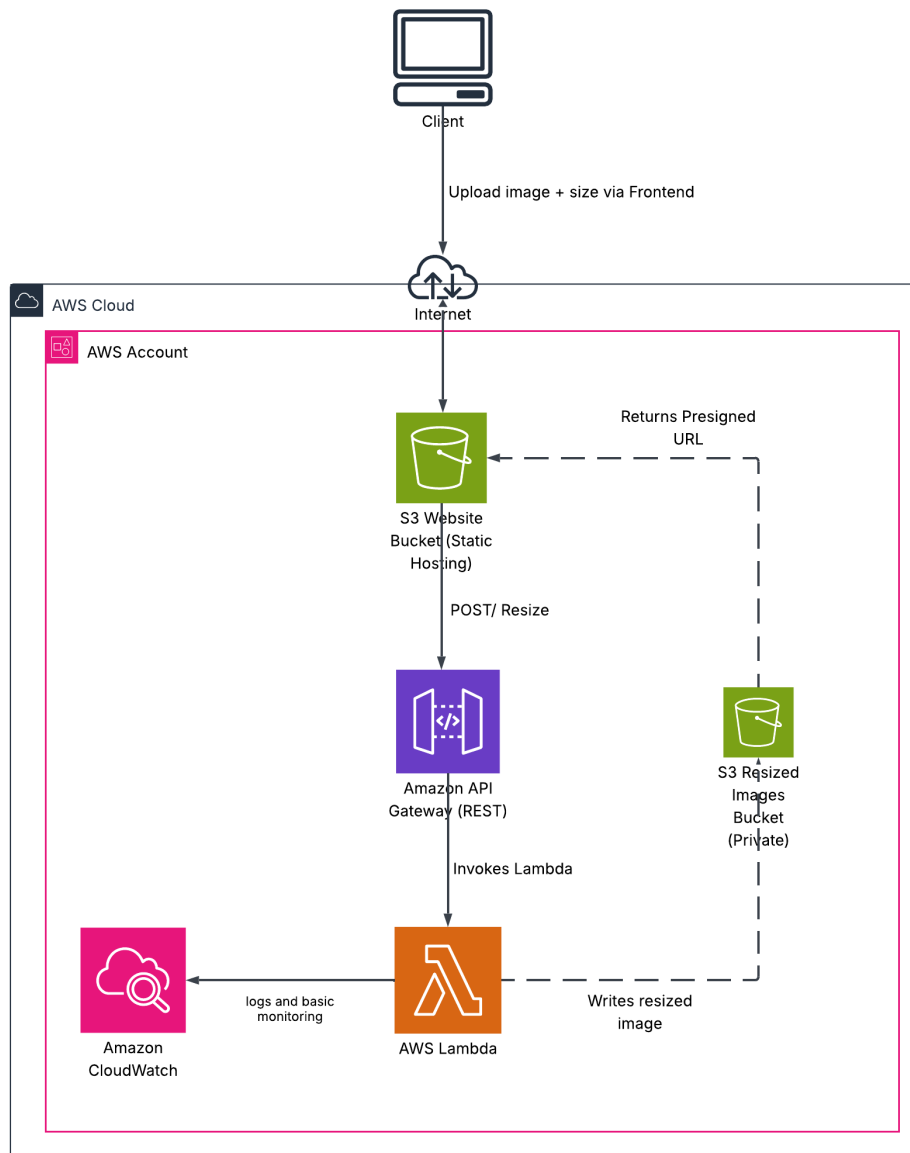 Client
Upload image + size via Frontend
Internet
AWS Cloud
AWS Account
Returns Presigned
URL
S3 Website
Bucket (Static
Hosting)
POST/ Resize
</>
Amazon API
Gateway (REST)
S3 Resized
Images
Bucket
(Private)
Invokes Lambda
logs and basic
monitoring
Writes resized
image
Amazon
CloudWatch
AWS Lambda